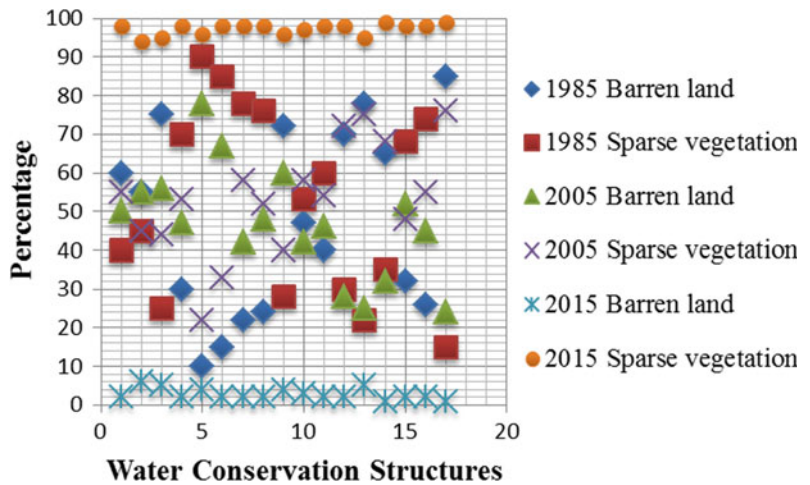 100
90
80
70
60
50
40
30
20
10
0
0 5 10 15 20
Percentage
Water Conservation Structures
1985 Barren land
1985 Sparse vegetation
2005 Barren land
2005 Sparse vegetation
2015 Barren land
2015 Sparse vegetation